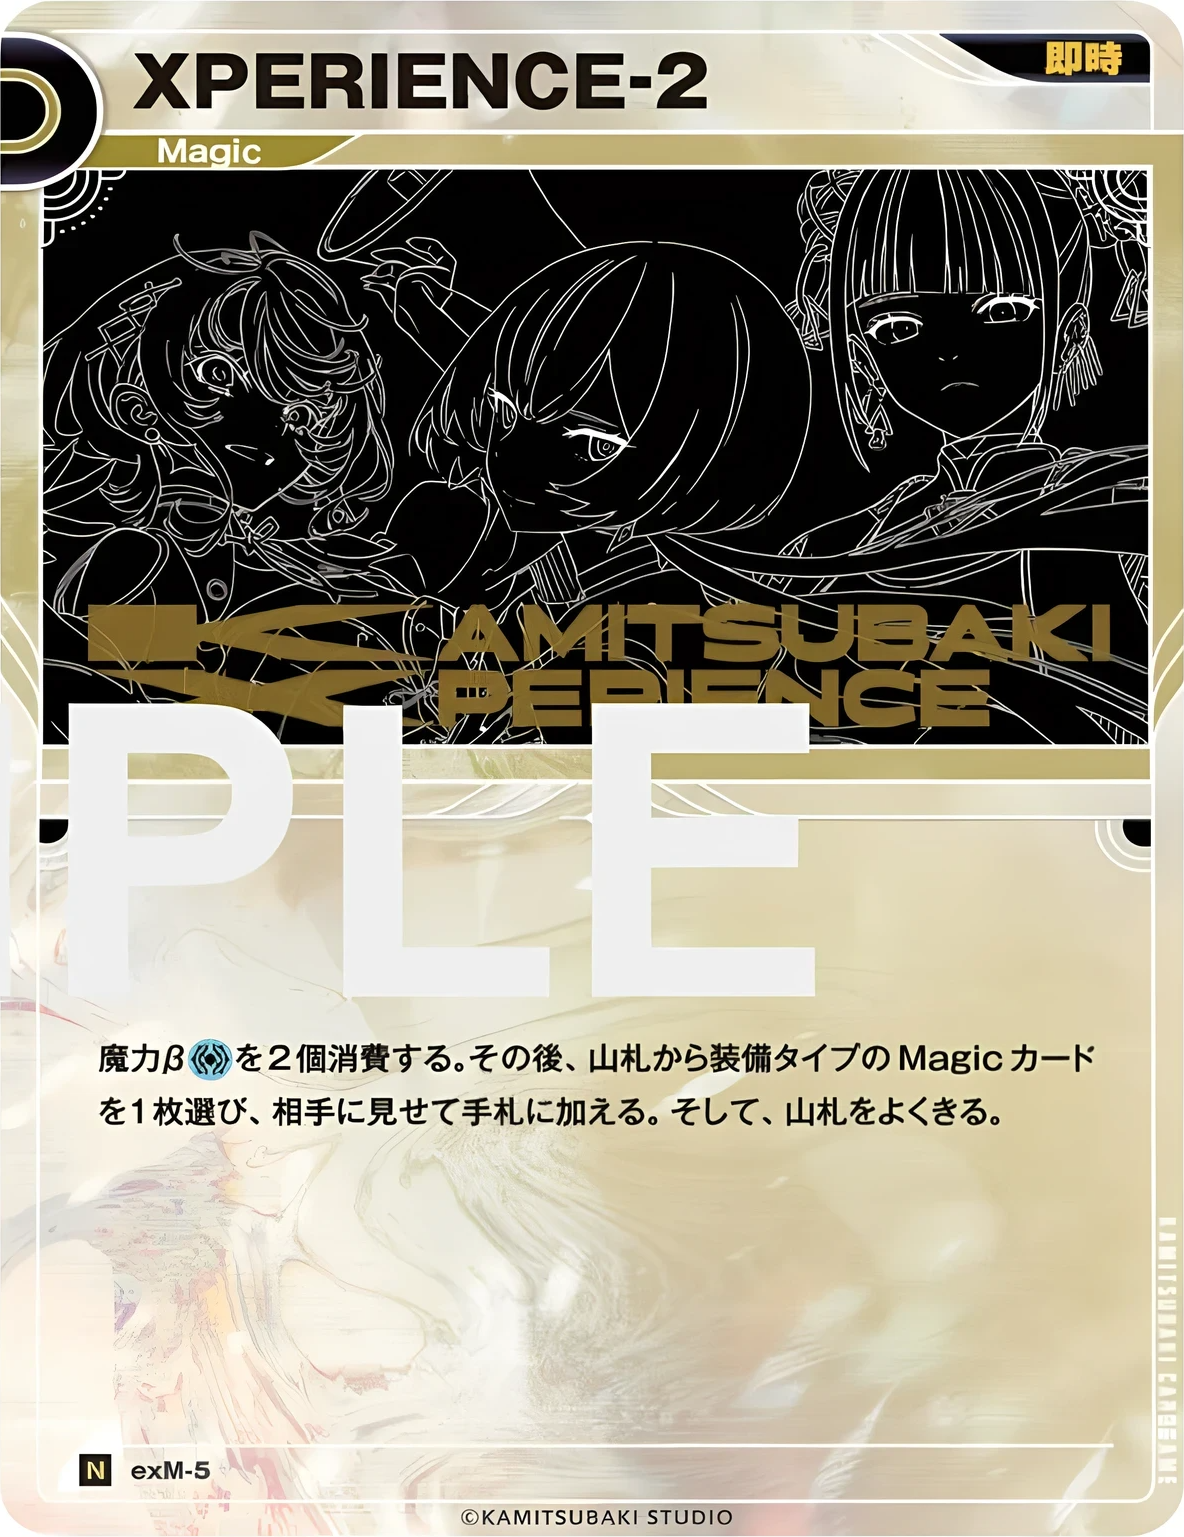 XPERIENCE-2
即時
Magic
KAMITSUBAKI
XPERIENCE
PLE
魔力βを2個消費する。その後、山札から装備タイプのMagicカード
を1枚選び、相手に見せて手札に加える。そして、山札をよくきる。
KAMITSUBAKI CARD GAME
N exM-5
©KAMITSUBAKI STUDIO